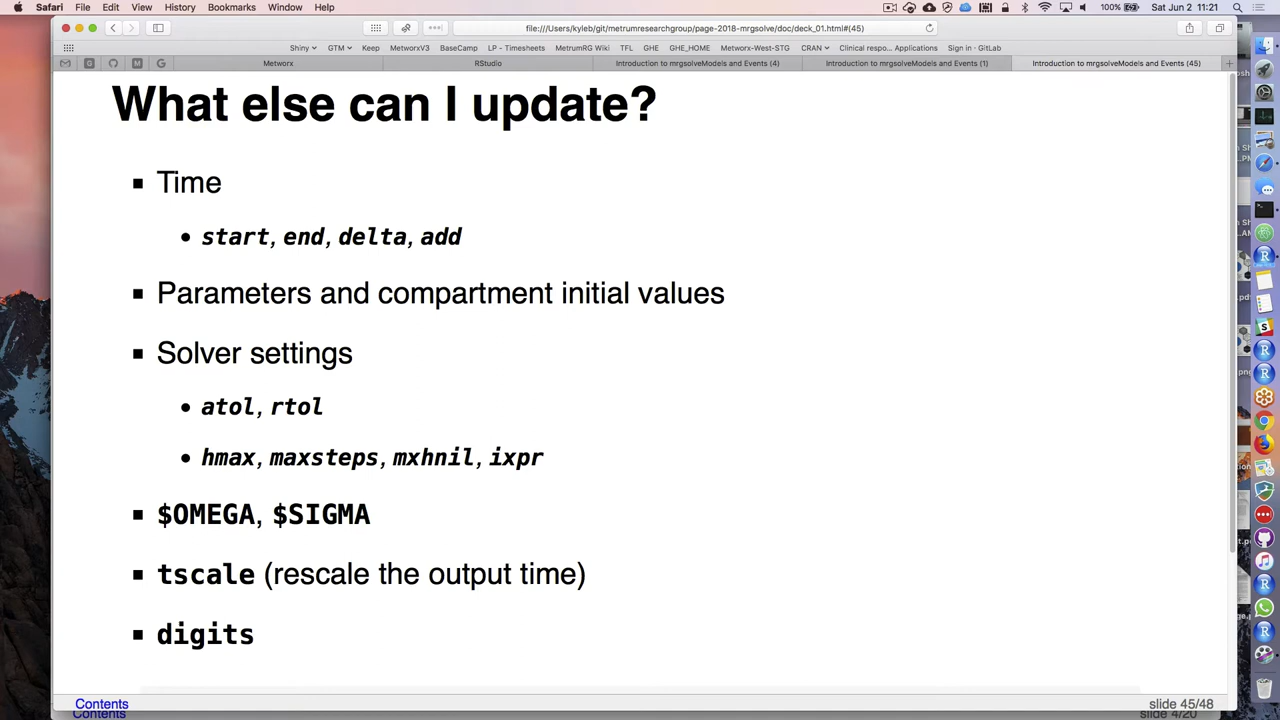 Safari File Edit View History Bookmarks Window Help
100% Sat Jun 2 11:21
file:///Users/kyleb/git/metrumresearchgroup/page-2018-mrgsolve/doc/deck_01.html#(45)
Shiny GTM Keep MetworxV3 BaseCamp LP - Timesheets MetrumRG Wiki TFL GHE GHE_HOME Metworx-West-STG CRAN Clinical respo... Applications Sign in · GitLab
Metworx RStudio Introduction to mrgsolveModels and Events (4) Introduction to mrgsolveModels and Events (1) Introduction to mrgsolveModels and Events (45)
What else can I update?
Time
start, end, delta, add
Parameters and compartment initial values
Solver settings
atol, rtol
hmax, maxsteps, mxhnil, ixpr
$OMEGA, $SIGMA
tscale (rescale the output time)
digits
Contents
slide 45/48
Contents
slide 4/20